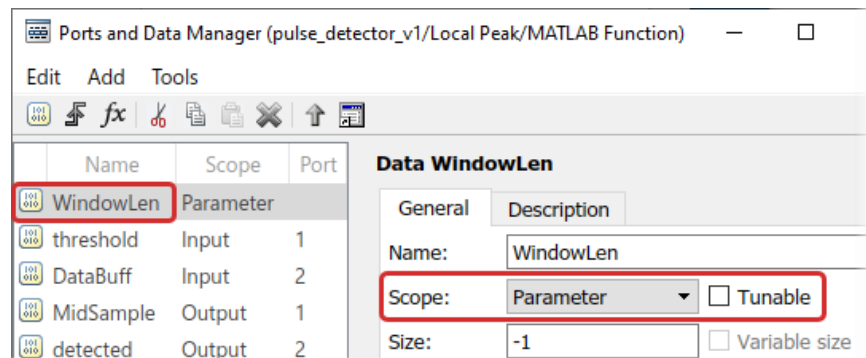 Ports and Data Manager (pulse_detector_v1/Local Peak/MATLAB Function)
Edit Add Tools
fx
Name Scope Port
WindowLen Parameter
threshold Input 1
DataBuff Input 2
MidSample Output 1
detected Output 2
Data WindowLen
General Description
Name: WindowLen
Scope: Parameter Tunable
Size: -1 Variable size